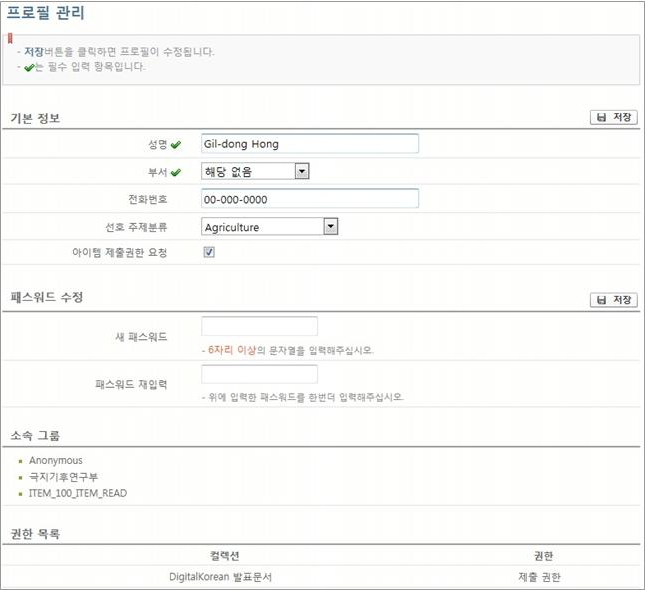 프로필 관리
- 저장버튼을 클릭하면 프로필이 수정됩니다.
- 는 필수 입력 항목입니다.
기본 정보
저장
성명
Gil-dong Hong
부서
해당 없음
전화번호
00-000-0000
선호 주제분류
Agriculture
아이템 제출권한 요청
패스워드 수정
저장
새 패스워드
- 6자리 이상의 문자열을 입력해주십시오.
패스워드 재입력
- 위에 입력한 패스워드를 한번더 입력해주십시오.
소속 그룹
Anonymous
극지기후연구부
ITEM_100_ITEM_READ
권한 목록
컬렉션 권한
DigitalKorean 발표문서 제출 권한